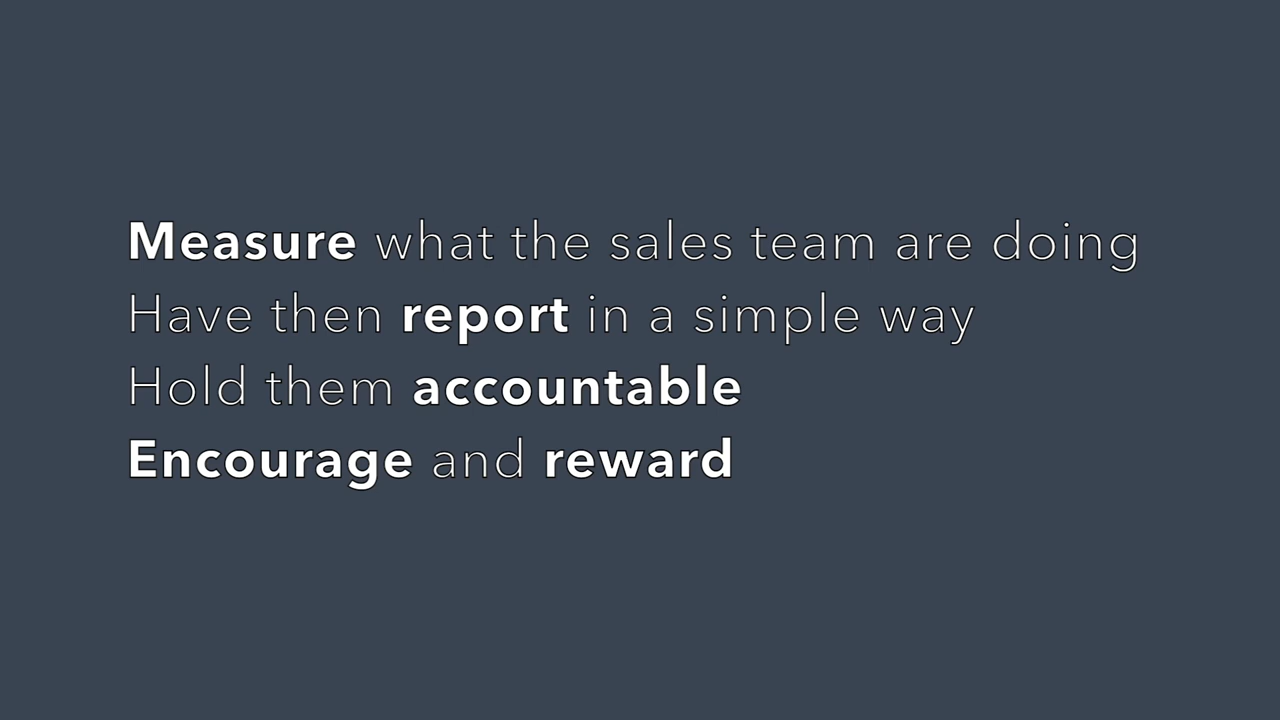 Measure what the sales team are doing
Have then report in a simple way
Hold them accountable
Encourage and reward